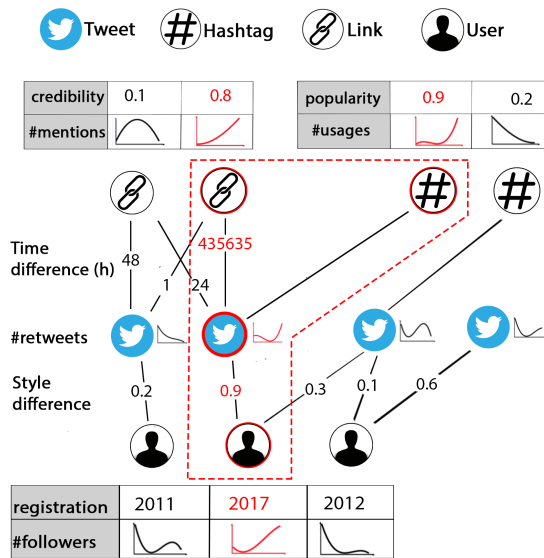 Tweet Hashtag Link User
credibility 0.1 0.8
#mentions
popularity 0.9 0.2
#usages
Time
difference (h)
435635
48 1 24
#retweets
Style
difference
0.2 0.9 0.3 0.1 0.6
registration 2011 2017 2012
#followers